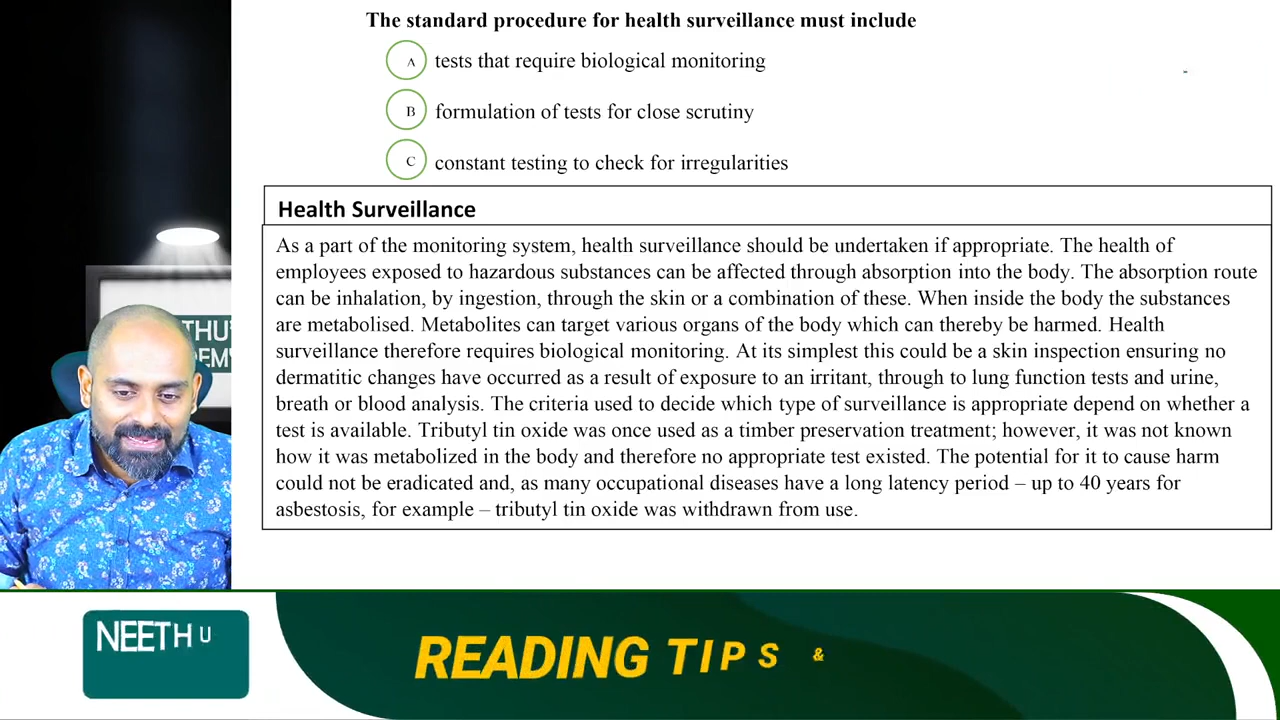 The standard procedure for health surveillance must include
A tests that require biological monitoring
B formulation of tests for close scrutiny
C constant testing to check for irregularities
Health Surveillance
As a part of the monitoring system, health surveillance should be undertaken if appropriate. The health of
employees exposed to hazardous substances can be affected through absorption into the body. The absorption route
can be inhalation, by ingestion, through the skin or a combination of these. When inside the body the substances
are metabolised. Metabolites can target various organs of the body which can thereby be harmed. Health
surveillance therefore requires biological monitoring. At its simplest this could be a skin inspection ensuring no
dermatitic changes have occurred as a result of exposure to an irritant, through to lung function tests and urine,
breath or blood analysis. The criteria used to decide which type of surveillance is appropriate depend on whether a
test is available. Tributyl tin oxide was once used as a timber preservation treatment; however, it was not known
how it was metabolized in the body and therefore no appropriate test existed. The potential for it to cause harm
could not be eradicated and, as many occupational diseases have a long latency period – up to 40 years for
asbestosis, for example – tributyl tin oxide was withdrawn from use.
THU'
DEMY
NEETHU
READING TIPS &